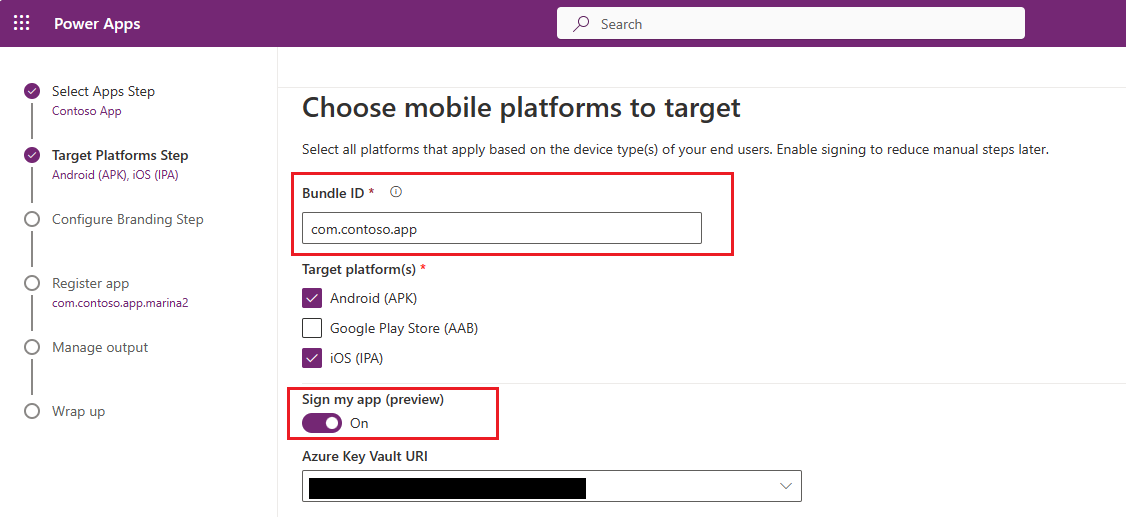 Power Apps
Search
Select Apps Step
Contoso App
Target Platforms Step
Android (APK), iOS (IPA)
Configure Branding Step
Register app
com.contoso.app.marina2
Manage output
Wrap up
Choose mobile platforms to target
Select all platforms that apply based on the device type(s) of your end users. Enable signing to reduce manual steps later.
Bundle ID *
com.contoso.app
Target platform(s) *
Android (APK)
Google Play Store (AAB)
iOS (IPA)
Sign my app (preview)
On
Azure Key Vault URI